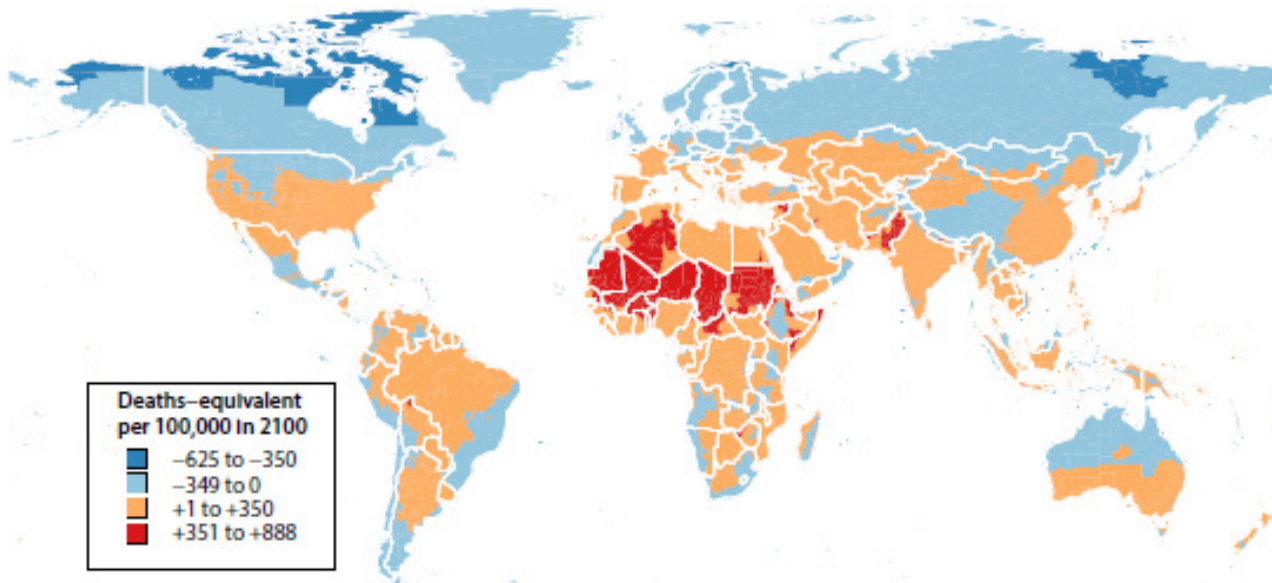 Deaths–equivalent
per 100,000 in 2100
−625 to −350
−349 to 0
+1 to +350
+351 to +888